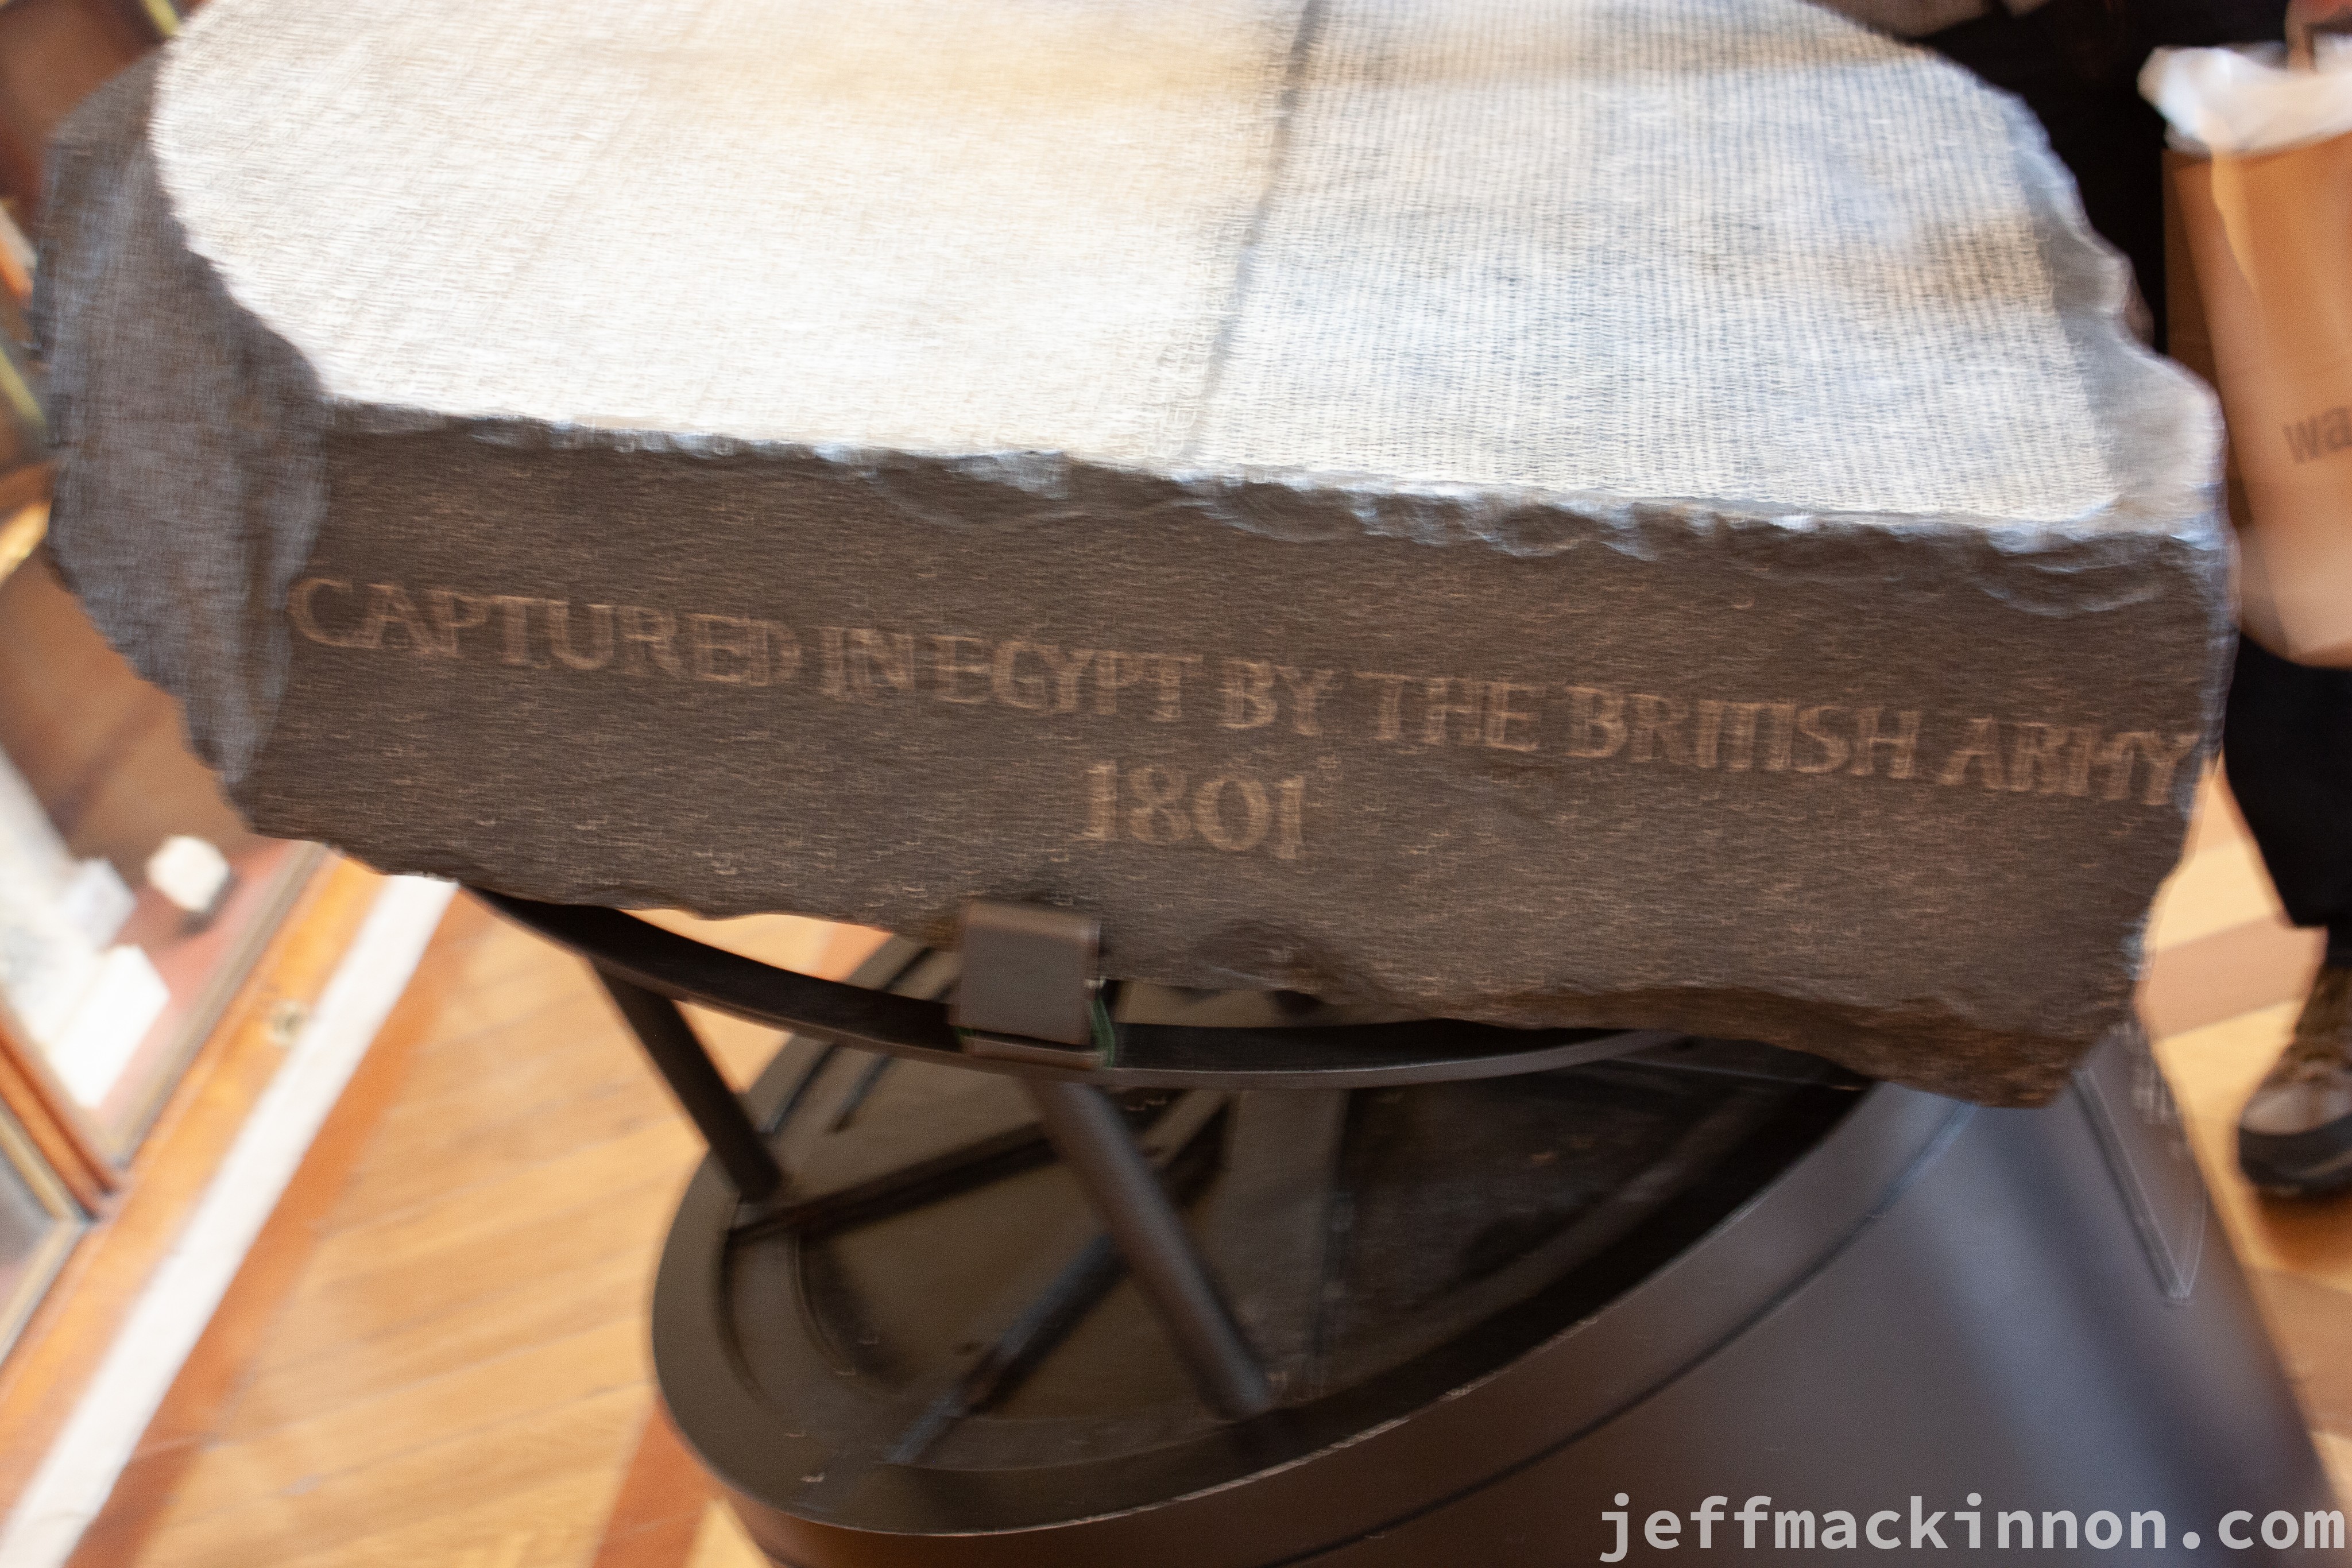 CAPTURED IN EGYPT BY THE BRITISH ARMY
1801
jeffmackinnon.com